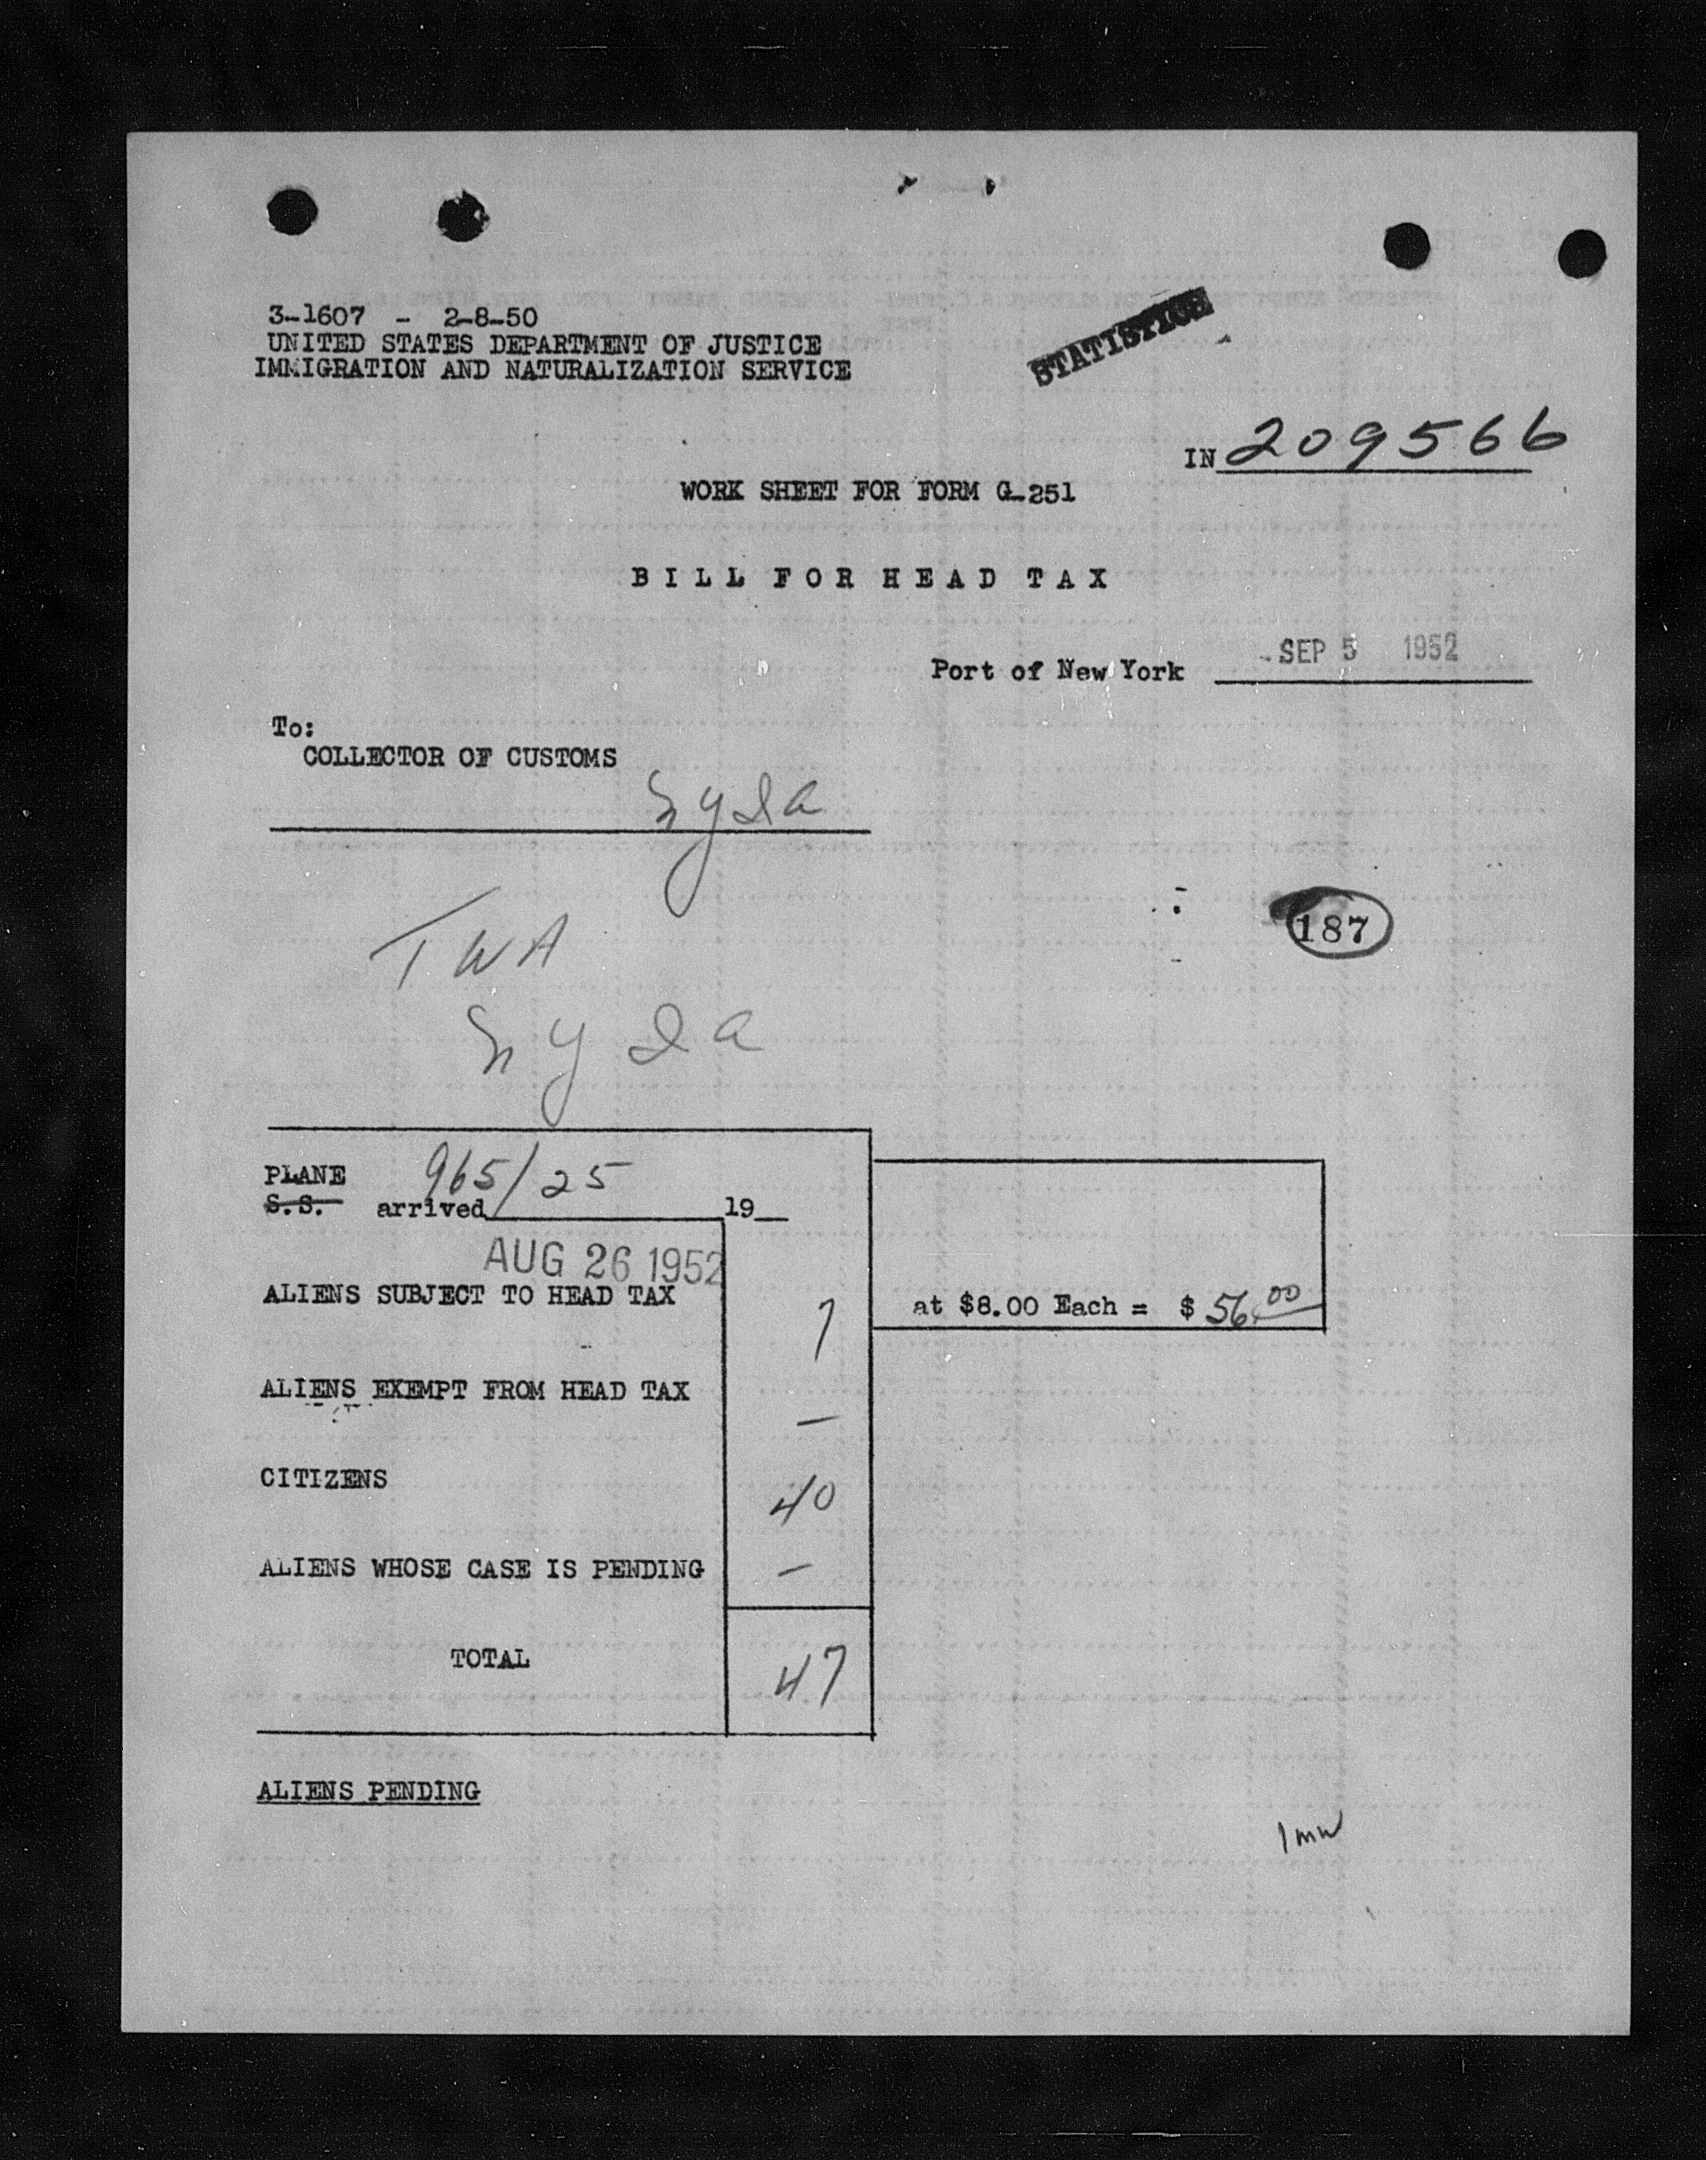 3-1607 - 2-8-50
UNITED STATES DEPARTMENT OF JUSTICE
IMMIGRATION AND NATURALIZATION SERVICE
STATISTICS
IN 209566
WORK SHEET FOR FORM G-251
BILL FOR HEAD TAX
Port of New York SEP 5 1952
To:
COLLECTOR OF CUSTOMS
187
TWA
PLANE 965/25
S.S. arrived 19
AUG 26 1952
ALIENS SUBJECT TO HEAD TAX 7 at $8.00 Each = $ 56.00
ALIENS EXEMPT FROM HEAD TAX —
CITIZENS 40
ALIENS WHOSE CASE IS PENDING —
TOTAL 47
ALIENS PENDING